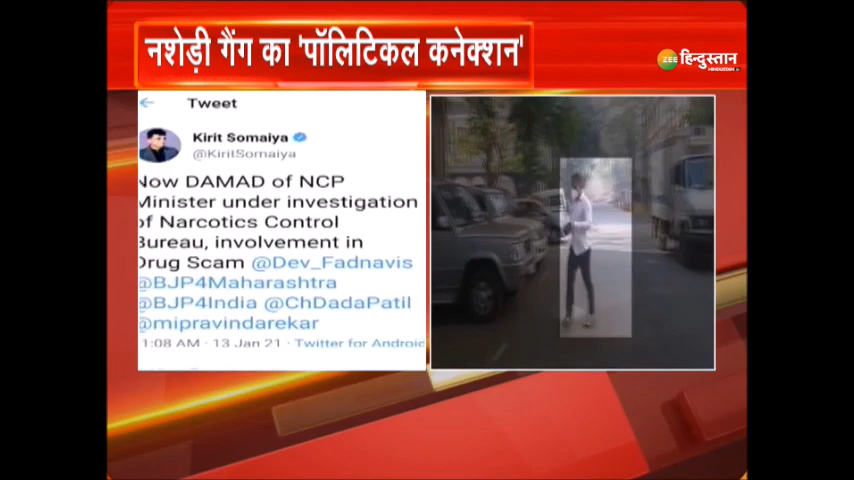 नशेड़ी गैंग का 'पॉलिटिकल कनेक्शन'
ZEE हिन्दुस्तान
HINDUSTAN
Tweet
Kirit Somaiya
@KiritSomaiya
Now DAMAD of NCP
Minister under investigation
of Narcotics Control
Bureau, involvement in
Drug Scam @Dev_Fadnavis
@BJP4Maharashtra
@BJP4India @ChDadaPatil
@mipravindarekar
1:08 AM · 13 Jan 21 · Twitter for Android